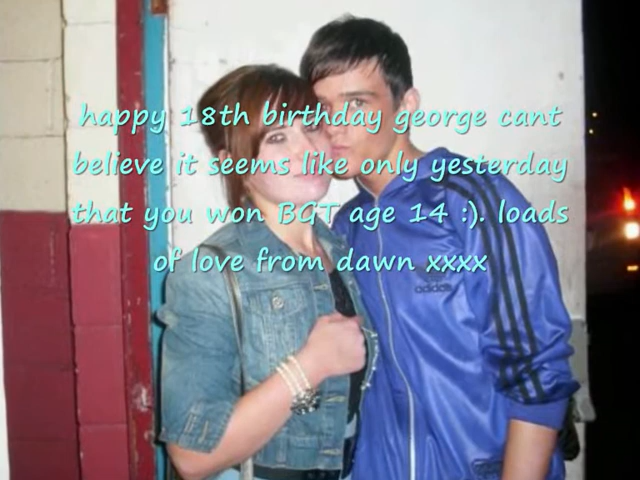 happy 18th birthday george cant
believe it seems like only yesterday
that you won BGT age 14 :). loads
of love from dawn xxxx
adidas